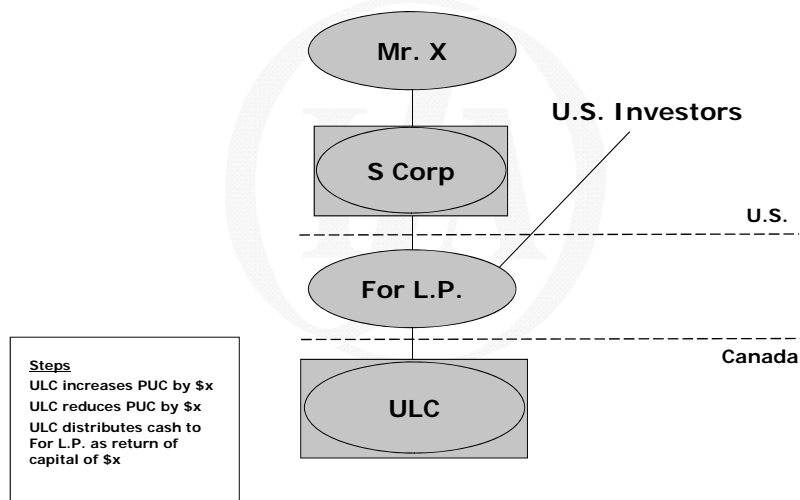 Mr. X
U.S. Investors
S Corp
U.S.
For L.P.
Canada
Steps
ULC increases PUC by $x
ULC reduces PUC by $x
ULC distributes cash to
For L.P. as return of
capital of $x
ULC